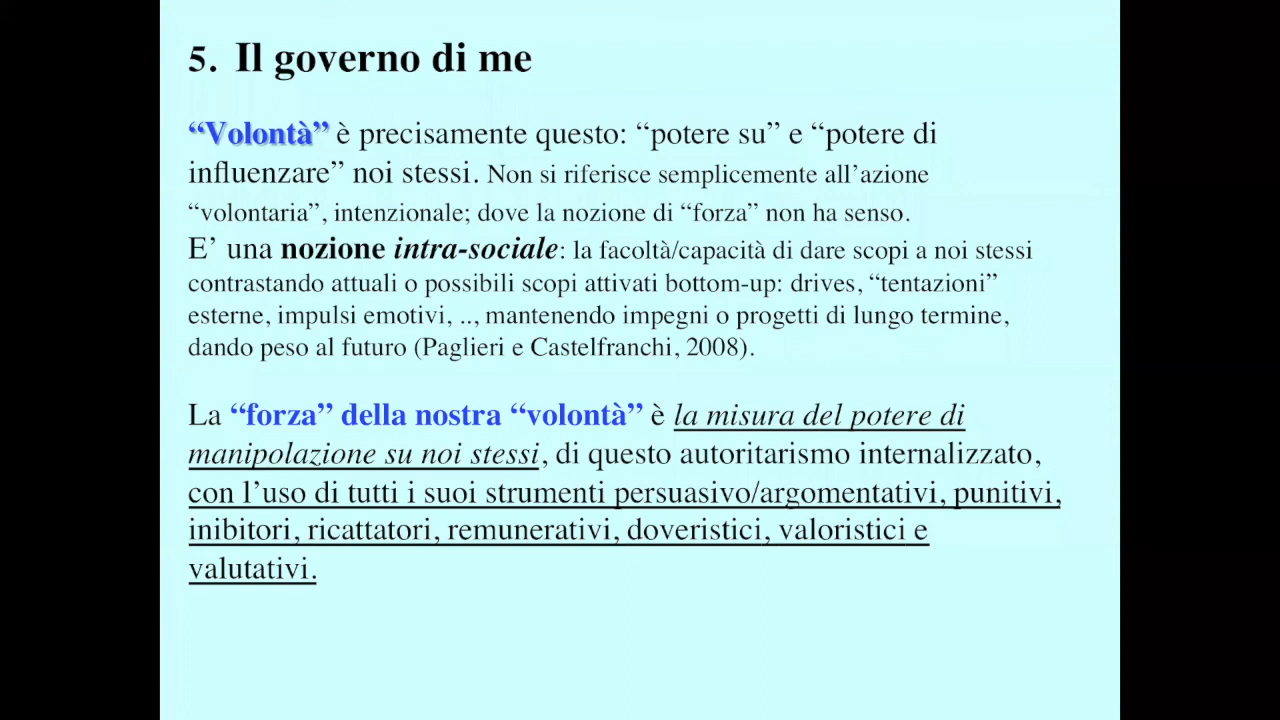 5. Il governo di me
“Volontà” è precisamente questo: “potere su” e “potere di
influenzare” noi stessi. Non si riferisce semplicemente all’azione
“volontaria”, intenzionale; dove la nozione di “forza” non ha senso.
E’ una nozione intra-sociale: la facoltà/capacità di dare scopi a noi stessi
contrastando attuali o possibili scopi attivati bottom-up: drives, “tentazioni”
esterne, impulsi emotivi, .., mantenendo impegni o progetti di lungo termine,
dando peso al futuro (Paglieri e Castelfranchi, 2008).
La “forza” della nostra “volontà” è la misura del potere di
manipolazione su noi stessi, di questo autoritarismo internalizzato,
con l’uso di tutti i suoi strumenti persuasivo/argomentativi, punitivi,
inibitori, ricattatori, remunerativi, doveristici, valoristici e
valutativi.